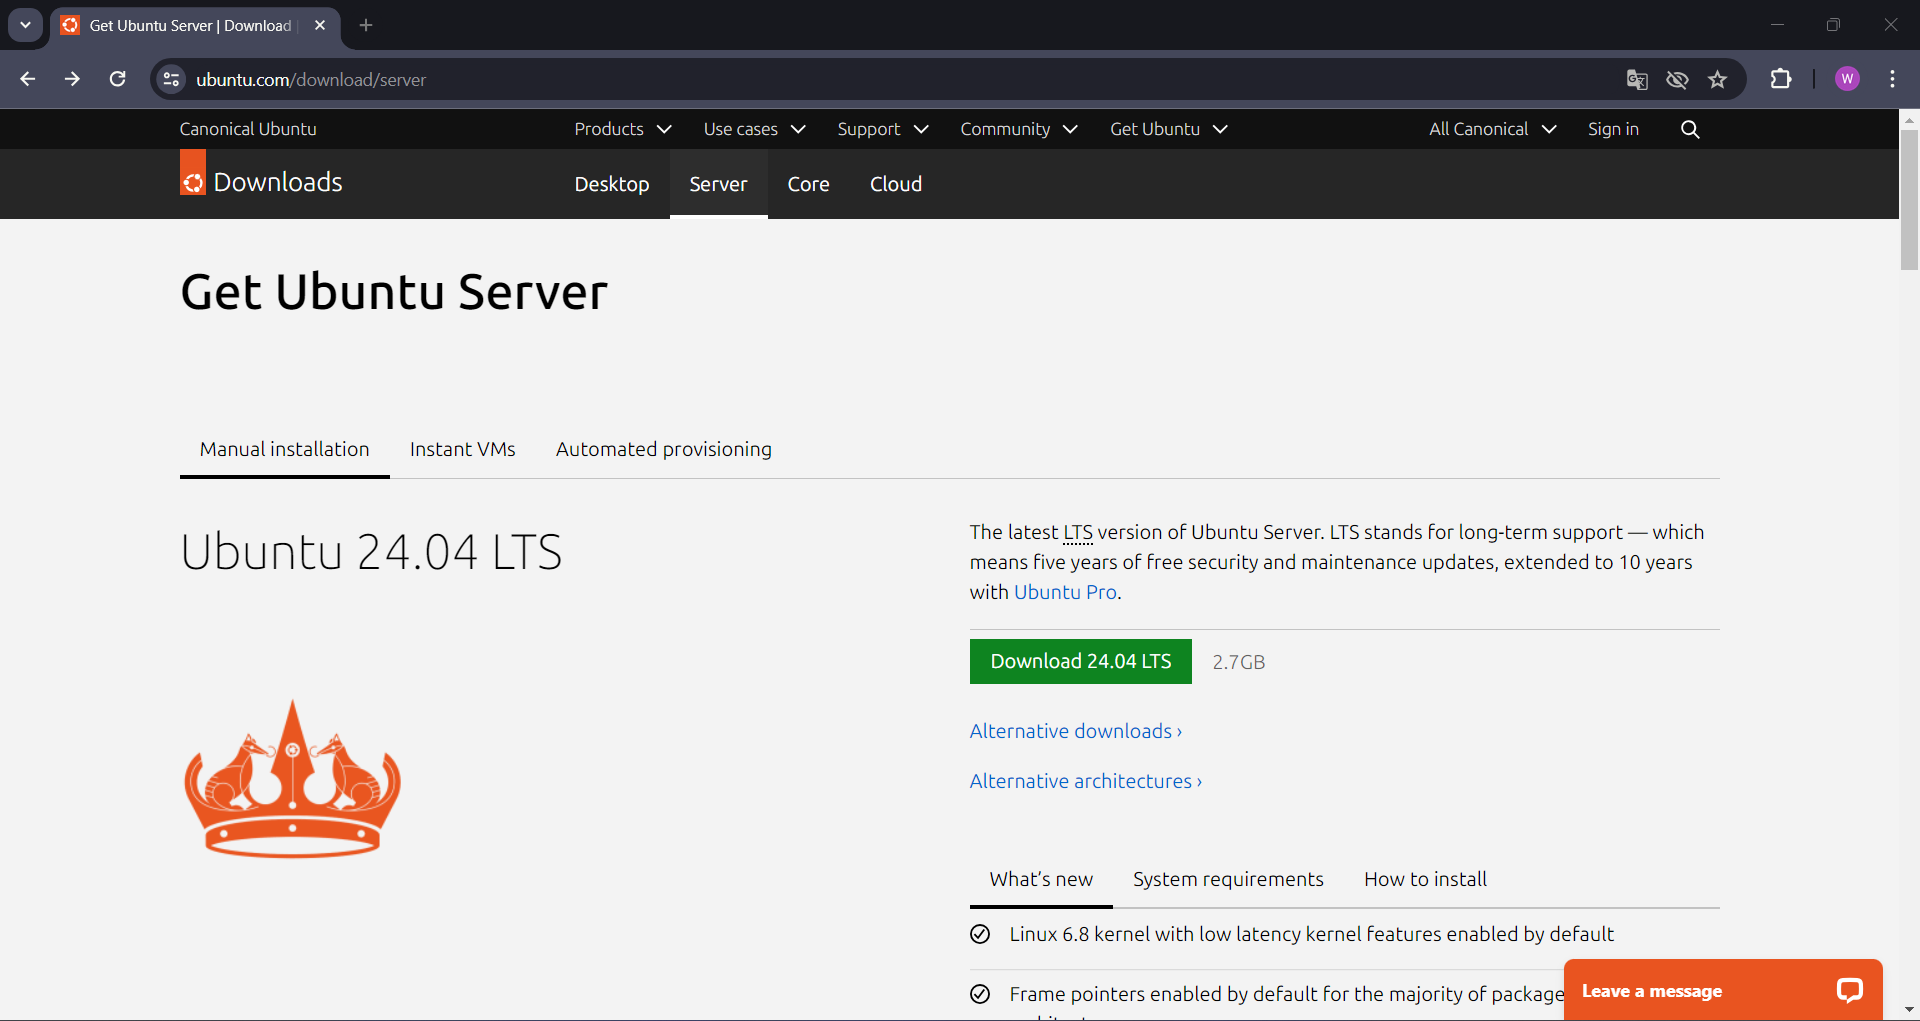 Get Ubuntu Server | Download |
ubuntu.com/download/server
W
Canonical Ubuntu Products Use cases Support Community Get Ubuntu All Canonical Sign in
Downloads Desktop Server Core Cloud
Get Ubuntu Server
Manual installation Instant VMs Automated provisioning
Ubuntu 24.04 LTS
The latest LTS version of Ubuntu Server. LTS stands for long-term support — which
means five years of free security and maintenance updates, extended to 10 years
with Ubuntu Pro.
Download 24.04 LTS 2.7GB
Alternative downloads ›
Alternative architectures ›
What's new System requirements How to install
Linux 6.8 kernel with low latency kernel features enabled by default
Frame pointers enabled by default for the majority of package
Leave a message